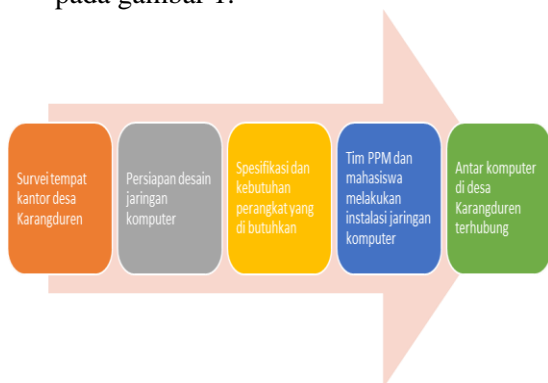 pada gambar 1.
Survei tempat
kantor desa
Karangduren
Persiapan desain
jaringan
komputer
Spesifikasi dan
kebutuhan
perangkat yang
di butuhkan
Tim PPM dan
mahasiswa
melakukan
instalasi jaringan
komputer
Antar komputer
di desa
Karangduren
terhubung